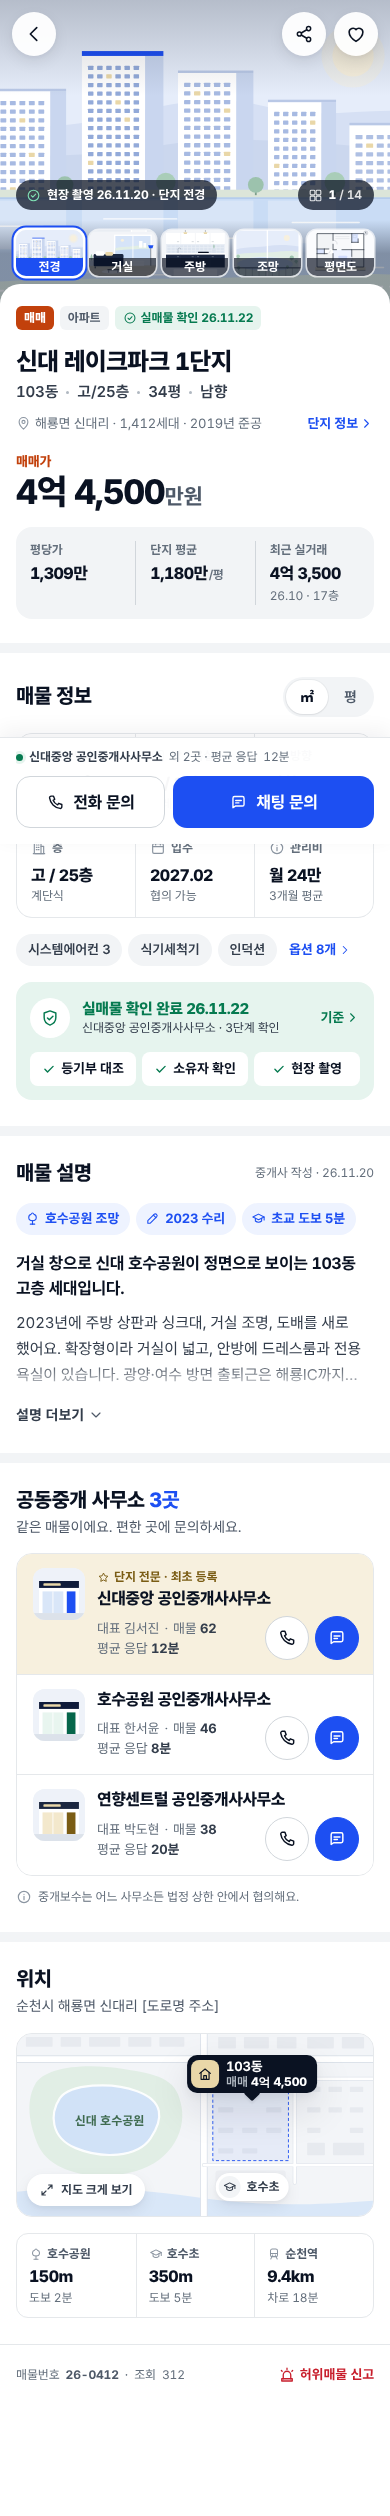 현장 촬영 26.11.20 · 단지 전경
1 / 14
전경
거실
주방
조망
평면도
매매
아파트
실매물 확인 26.11.22
신대 레이크파크 1단지
103동 · 고/25층 · 34평 · 남향
해룡면 신대리 · 1,412세대 · 2019년 준공
단지 정보
매매가
4억 4,500만원
평당가
1,309만
단지 평균
1,180만/평
최근 실거래
4억 3,500
26.10 · 17층
매물 정보
㎡
평
신대중앙 공인중개사사무소 외 2곳 · 평균 응답 12분
전화 문의
채팅 문의
층
고 / 25층
계단식
입주
2027.02
협의 가능
관리비
월 24만
3개월 평균
시스템에어컨 3
식기세척기
인덕션
옵션 8개
실매물 확인 완료 26.11.22
신대중앙 공인중개사사무소 · 3단계 확인
기준
등기부 대조
소유자 확인
현장 촬영
매물 설명
중개사 작성 · 26.11.20
호수공원 조망
2023 수리
초교 도보 5분
거실 창으로 신대 호수공원이 정면으로 보이는 103동
고층 세대입니다.
2023년에 주방 상판과 싱크대, 거실 조명, 도배를 새로
했어요. 확장형이라 거실이 넓고, 안방에 드레스룸과 전용
욕실이 있습니다. 광양·여수 방면 출퇴근은 해룡IC까지...
설명 더보기
공동중개 사무소 3곳
같은 매물이에요. 편한 곳에 문의하세요.
단지 전문 · 최초 등록
신대중앙 공인중개사사무소
대표 김서진 · 매물 62
평균 응답 12분
호수공원 공인중개사사무소
대표 한서윤 · 매물 46
평균 응답 8분
연향센트럴 공인중개사사무소
대표 박도현 · 매물 38
평균 응답 20분
중개보수는 어느 사무소든 법정 상한 안에서 협의해요.
위치
순천시 해룡면 신대리 [도로명 주소]
103동
매매 4억 4,500
신대 호수공원
지도 크게 보기
호수초
호수공원
150m
도보 2분
호수초
350m
도보 5분
순천역
9.4km
차로 18분
매물번호 26-0412 · 조회 312
허위매물 신고